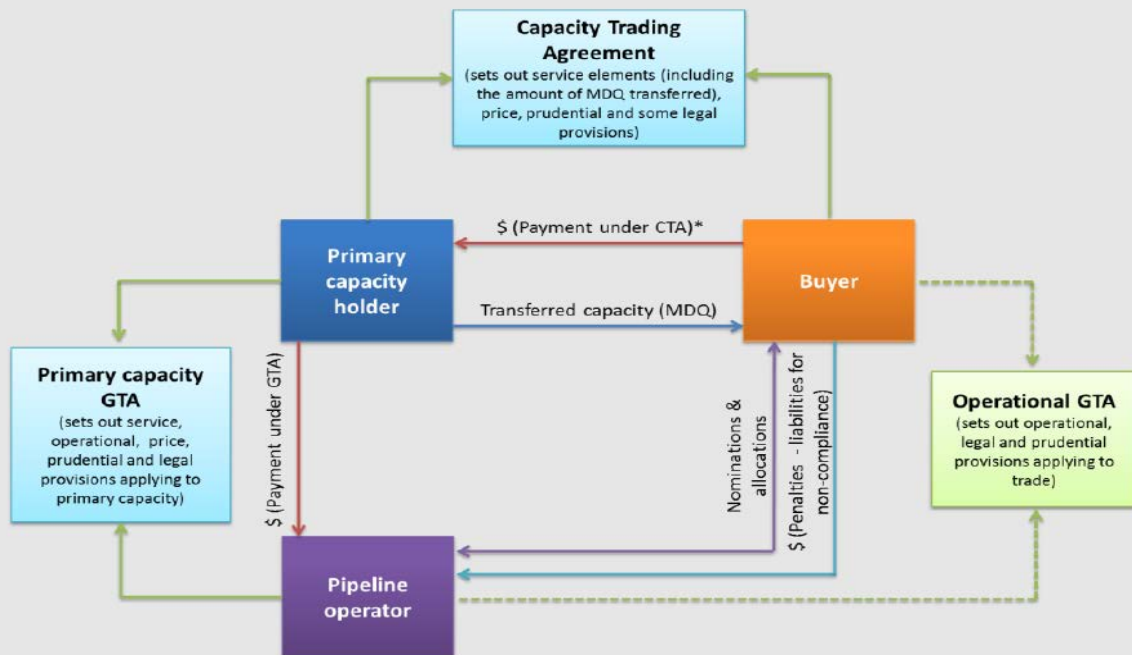 Capacity Trading
Agreement
(sets out service elements (including
the amount of MDQ transferred),
price, prudential and some legal
provisions)
$ (Payment under CTA)*
Primary
capacity
holder
Buyer
Transferred capacity (MDQ)
Primary capacity
GTA
(sets out service,
operational, price,
prudential and legal
provisions applying to
primary capacity)
$ (Payment under GTA)
Nominations &
allocations
$ (Penalties - liabilities for
non-compliance)
Operational GTA
(sets out operational,
legal and prudential
provisions applying to
trade)
Pipeline
operator